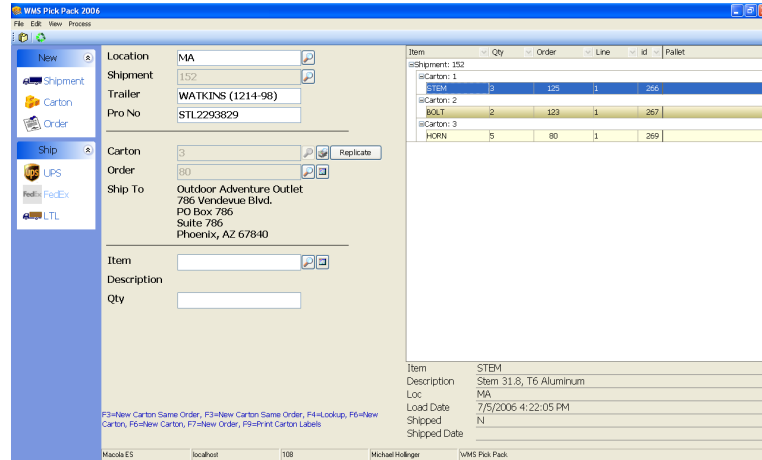 WMS Pick Pack 2006
File Edit View Process
New
Shipment
Carton
Order
Ship
UPS
FedEx FedEx
LTL
Location MA
Shipment 152
Trailer WATKINS (1214-98)
Pro No STL2293829
Carton 3 Replicate
Order 80
Ship To Outdoor Adventure Outlet
786 Vendevue Blvd.
PO Box 786
Suite 786
Phoenix, AZ 67840
Item
Description
Qty
F3=New Carton Same Order, F3=New Carton Same Order, F4=Lookup, F6=New
Carton, F6=New Carton, F7=New Order, F9=Print Carton Labels
Item Qty Order Line id Pallet
Shipment: 152
Carton: 1
STEM 3 125 1 266
Carton: 2
BOLT 2 123 1 267
Carton: 3
HORN 5 80 1 269
Item STEM
Description Stem 31.8, T6 Aluminum
Loc MA
Load Date 7/5/2006 4:22:05 PM
Shipped N
Shipped Date
Macola ES localhost 108 Michael Hollinger WMS Pick Pack